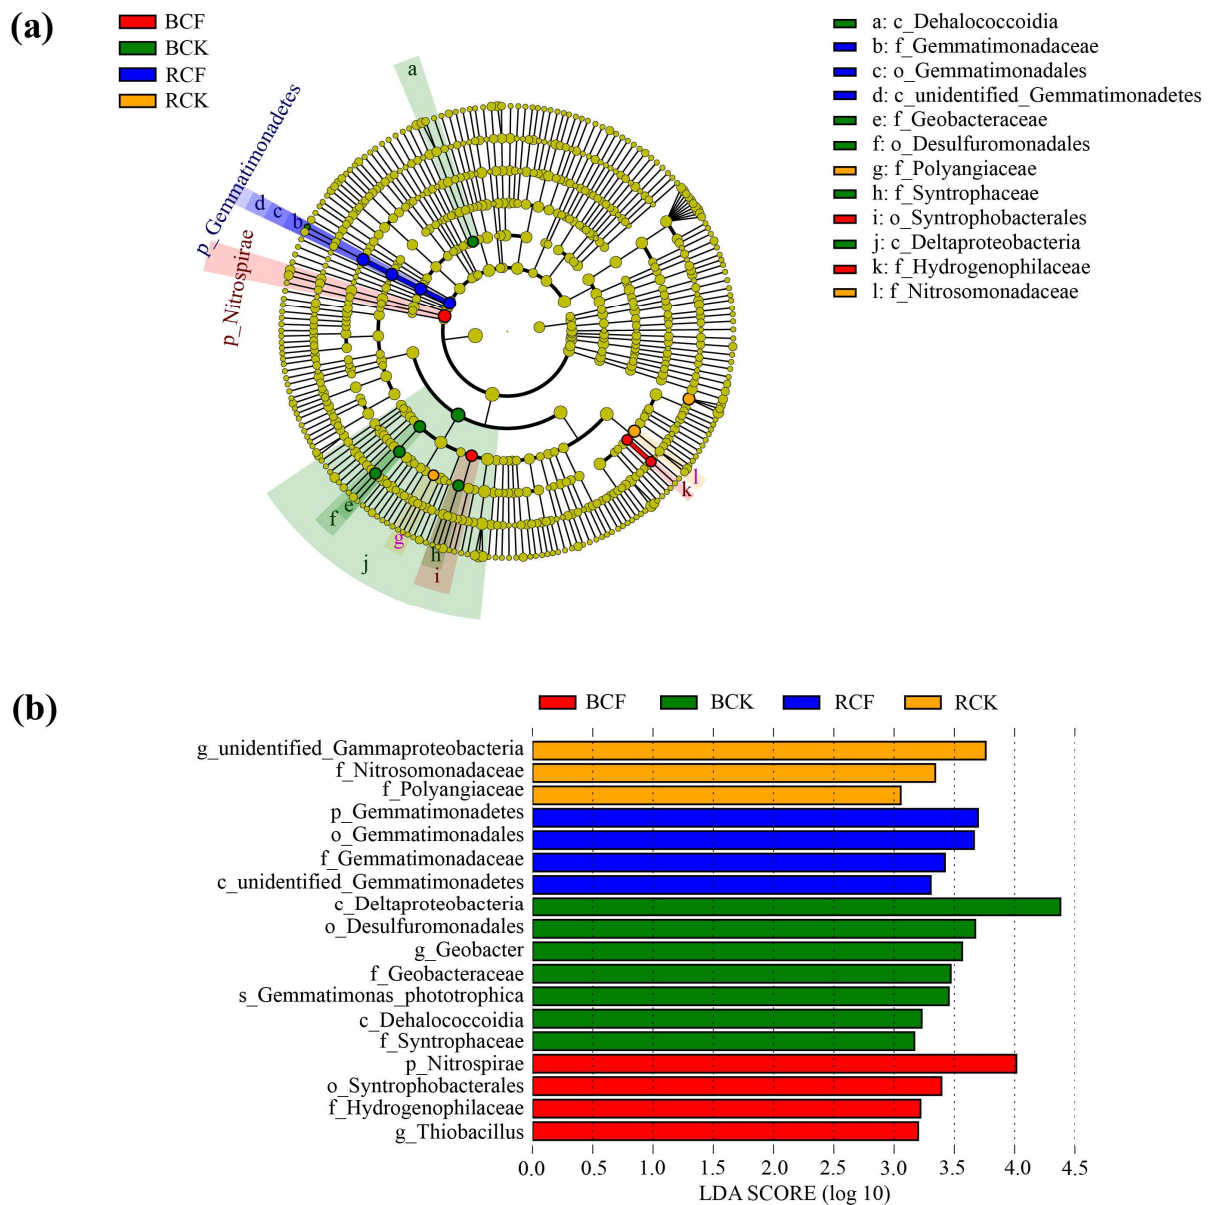 (a)
BCF
BCK
RCF
RCK
a: c_Dehalococcoidia
b: f_Gemmatimonadaceae
c: o_Gemmatimonadales
d: c_unidentified_Gemmatimonadetes
e: f_Geobacteraceae
f: o_Desulfuromonadales
g: f_Polyangiaceae
h: f_Syntrophaceae
i: o_Syntrophobacterales
j: c_Deltaproteobacteria
k: f_Hydrogenophilaceae
l: f_Nitrosomonadaceae
a
p_Gemmatimonadetes
d c b
p_Nitrospirae
l
k
e
f
g
h
j
i
(b)
BCF BCK RCF RCK
g_unidentified_Gammaproteobacteria
f_Nitrosomonadaceae
f_Polyangiaceae
p_Gemmatimonadetes
o_Gemmatimonadales
f_Gemmatimonadaceae
c_unidentified_Gemmatimonadetes
c_Deltaproteobacteria
o_Desulfuromonadales
g_Geobacter
f_Geobacteraceae
s_Gemmatimonas_phototrophica
c_Dehalococcoidia
f_Syntrophaceae
p_Nitrospirae
o_Syntrophobacterales
f_Hydrogenophilaceae
g_Thiobacillus
0.0 0.5 1.0 1.5 2.0 2.5 3.0 3.5 4.0 4.5
LDA SCORE (log 10)